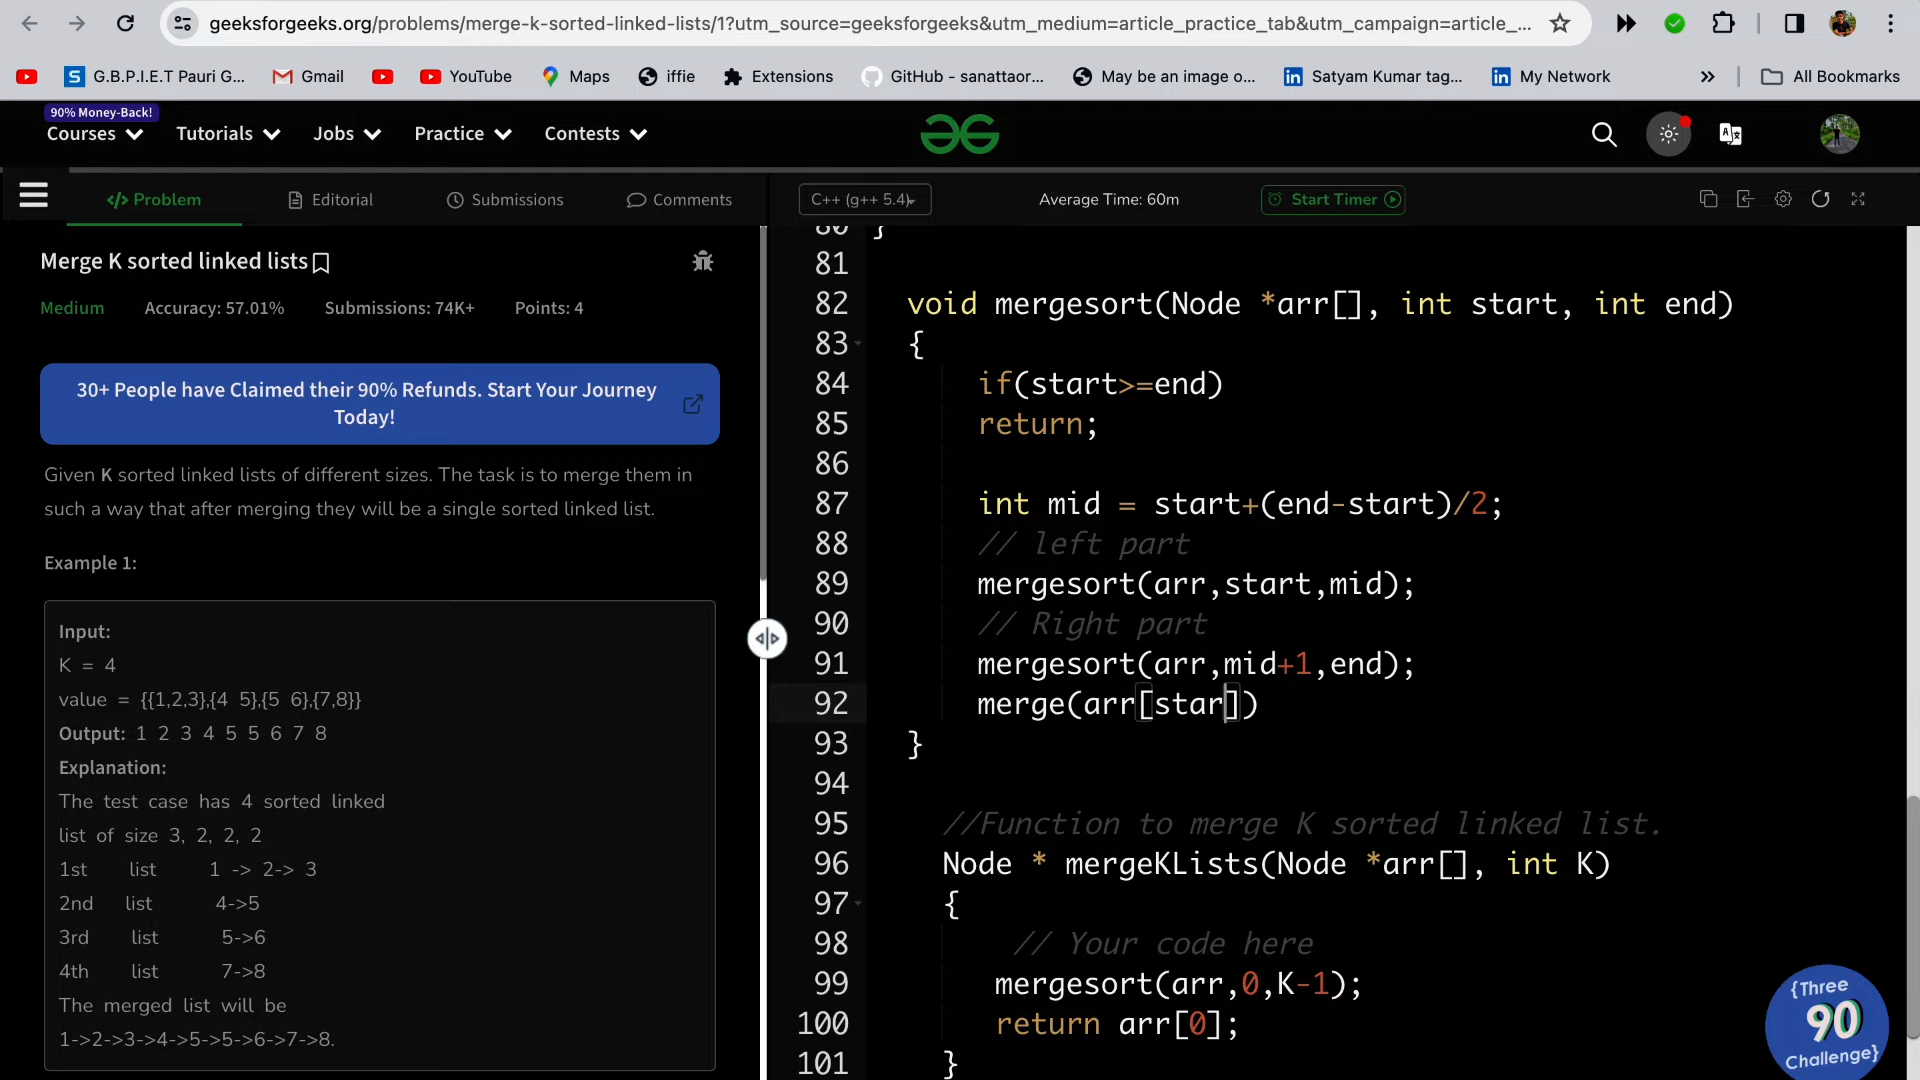 geeksforgeeks.org/problems/merge-k-sorted-linked-lists/1?utm_source=geeksforgeeks&utm_medium=article_practice_tab&utm_campaign=article_...
G.B.P.I.E.T Pauri G... Gmail YouTube Maps iffie Extensions GitHub - sanattaor... May be an image o... Satyam Kumar tag... My Network » All Bookmarks
90% Money-Back!
Courses Tutorials Jobs Practice Contests
</> Problem Editorial Submissions Comments
C++ (g++ 5.4) Average Time: 60m Start Timer
Merge K sorted linked lists
Medium Accuracy: 57.01% Submissions: 74K+ Points: 4
30+ People have Claimed their 90% Refunds. Start Your Journey
Today!
Given K sorted linked lists of different sizes. The task is to merge them in
such a way that after merging they will be a single sorted linked list.
Example 1:
Input:
K = 4
value = {{1,2,3},{4 5},{5 6},{7,8}}
Output: 1 2 3 4 5 5 6 7 8
Explanation:
The test case has 4 sorted linked
list of size 3, 2, 2, 2
1st list 1 -> 2-> 3
2nd list 4->5
3rd list 5->6
4th list 7->8
The merged list will be
1->2->3->4->5->5->6->7->8.
80 }
81
82 void mergesort(Node *arr[], int start, int end)
83 {
84 if(start>=end)
85 return;
86
87 int mid = start+(end-start)/2;
88 // left part
89 mergesort(arr,start,mid);
90 // Right part
91 mergesort(arr,mid+1,end);
92 merge(arr[star])
93 }
94
95 //Function to merge K sorted linked list.
96 Node * mergeKLists(Node *arr[], int K)
97 {
98 // Your code here
99 mergesort(arr,0,K-1);
100 return arr[0];
101 }
{Three
90
Challenge}